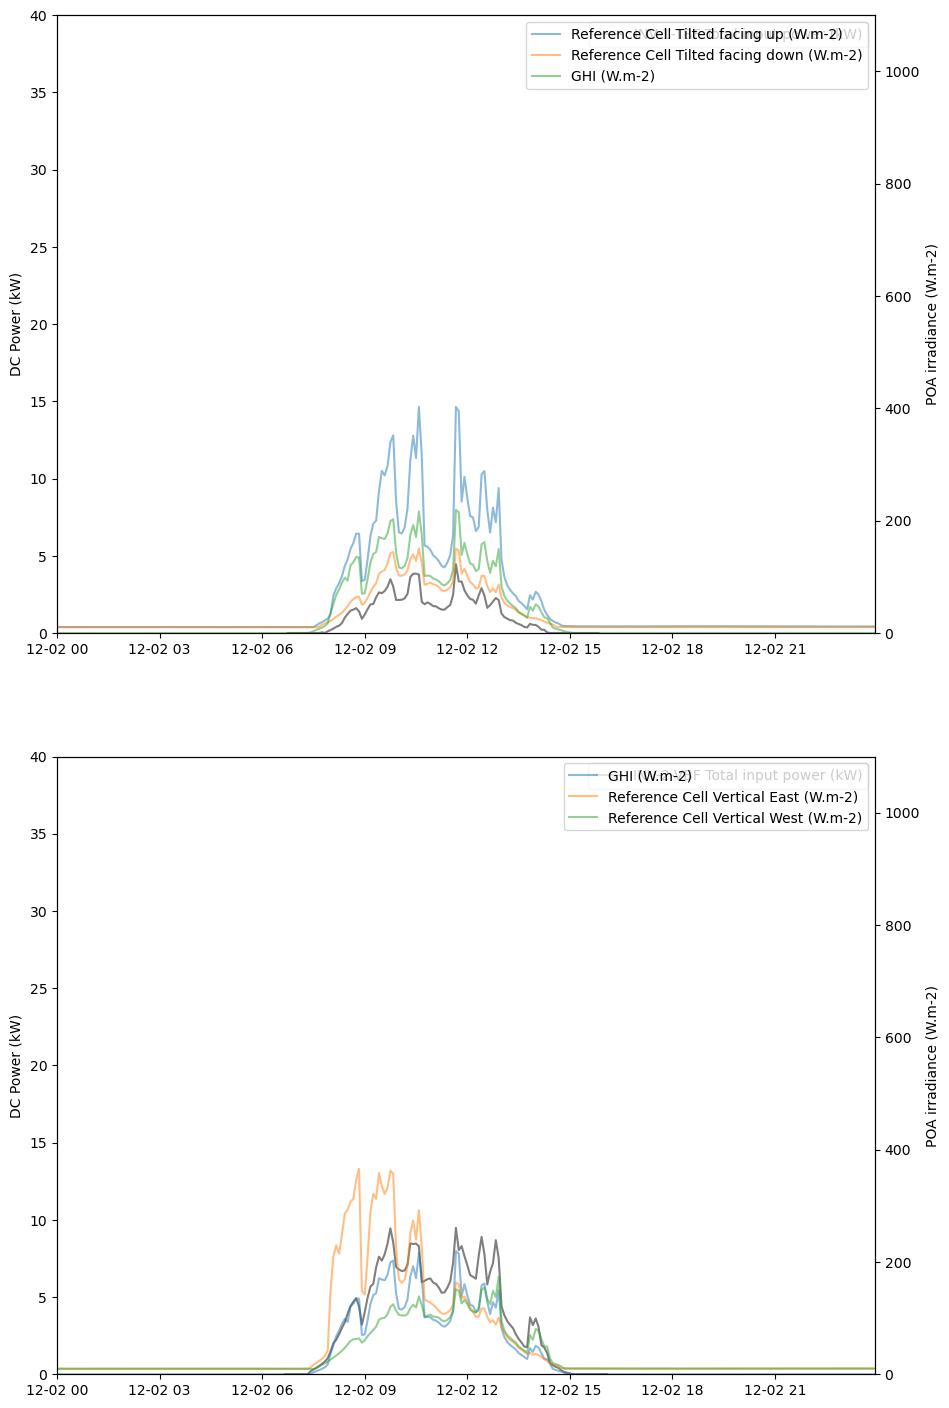 40
35
30
25
20
15
10
5
0
DC Power (kW)
Reference Cell Tilted facing up (W.m-2)
Reference Cell Tilted facing down (W.m-2)
GHI (W.m-2)
1000
800
600
400
200
0
POA irradiance (W.m-2)
12-02 00 12-02 03 12-02 06 12-02 09 12-02 12 12-02 15 12-02 18 12-02 21
40
35
30
25
20
15
10
5
0
DC Power (kW)
GHI (W.m-2)
Total input power (kW)
Reference Cell Vertical East (W.m-2)
Reference Cell Vertical West (W.m-2)
1000
800
600
400
200
0
POA irradiance (W.m-2)
12-02 00 12-02 03 12-02 06 12-02 09 12-02 12 12-02 15 12-02 18 12-02 21